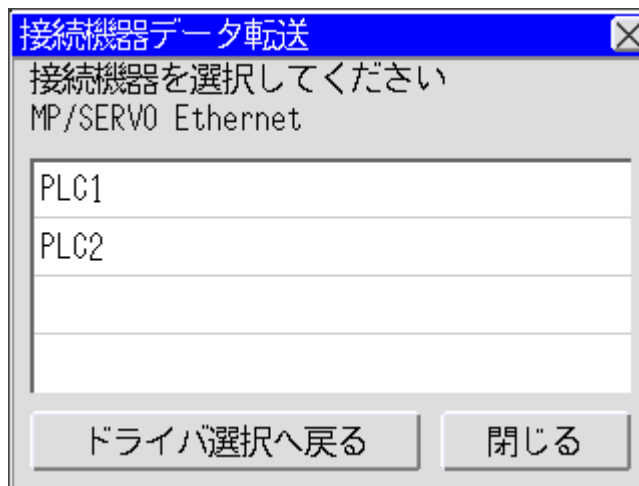 接続機器データ転送
接続機器を選択してください
MP/SERVO Ethernet
PLC1
PLC2
ドライバ選択へ戻る
閉じる